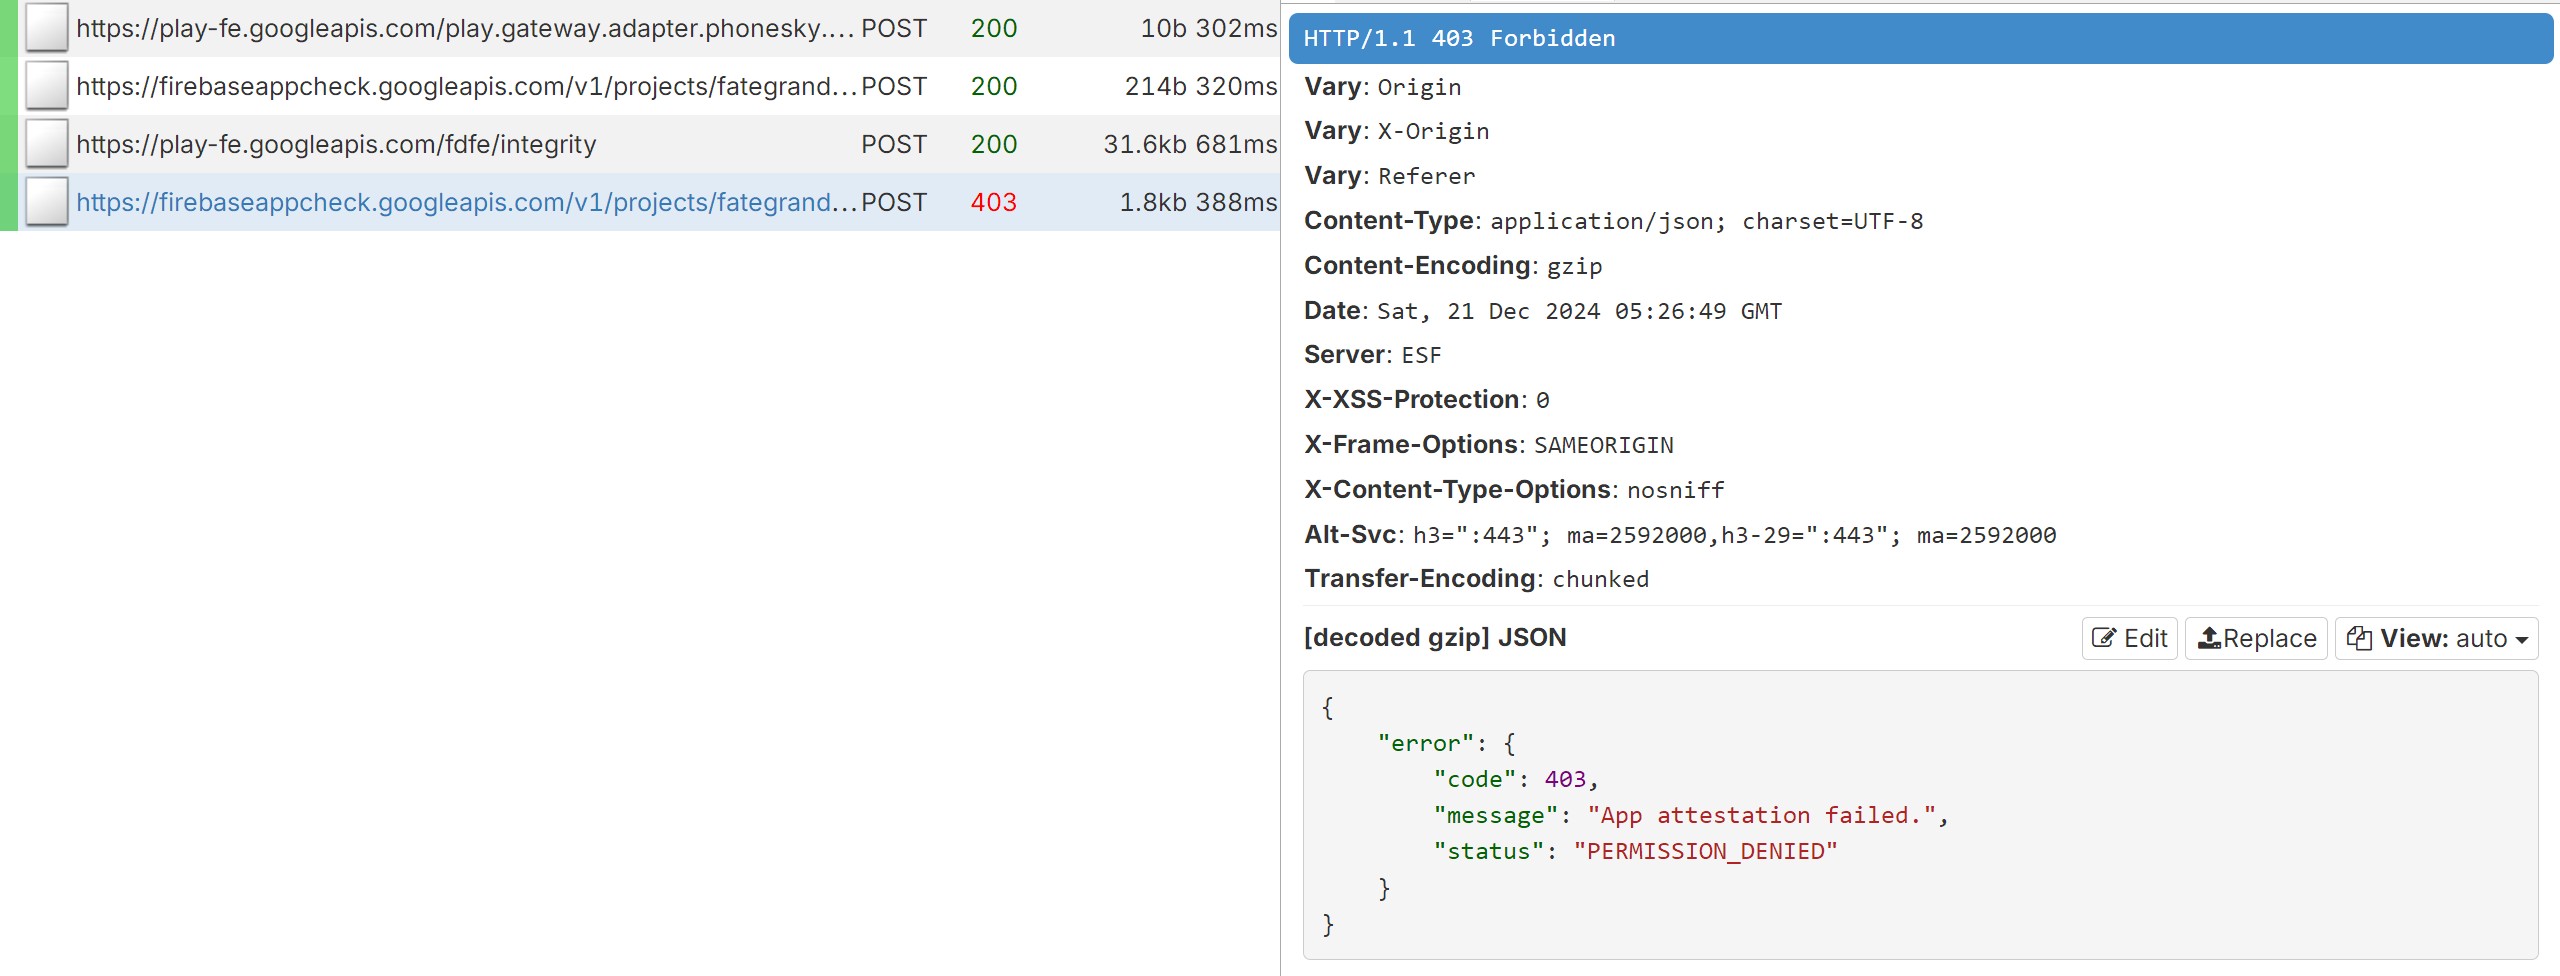 https://play-fe.googleapis.com/play.gateway.adapter.phonesky.... POST 200 10b 302ms
https://firebaseappcheck.googleapis.com/v1/projects/fategrand... POST 200 214b 320ms
https://play-fe.googleapis.com/fdfe/integrity POST 200 31.6kb 681ms
https://firebaseappcheck.googleapis.com/v1/projects/fategrand... POST 403 1.8kb 388ms
HTTP/1.1 403 Forbidden
Vary: Origin
Vary: X-Origin
Vary: Referer
Content-Type: application/json; charset=UTF-8
Content-Encoding: gzip
Date: Sat, 21 Dec 2024 05:26:49 GMT
Server: ESF
X-XSS-Protection: 0
X-Frame-Options: SAMEORIGIN
X-Content-Type-Options: nosniff
Alt-Svc: h3=":443"; ma=2592000,h3-29=":443"; ma=2592000
Transfer-Encoding: chunked
[decoded gzip] JSON Edit Replace View: auto
{
"error": {
"code": 403,
"message": "App attestation failed.",
"status": "PERMISSION_DENIED"
}
}